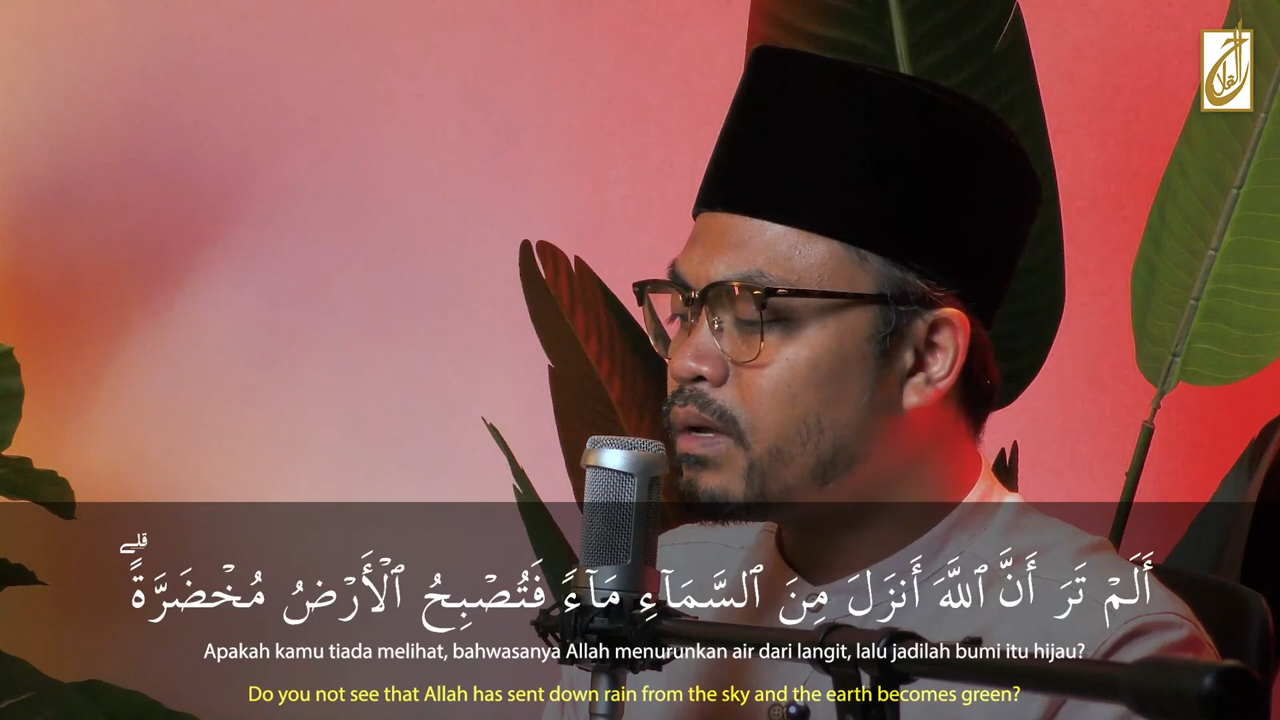 أَلَمْ تَرَ أَنَّ ٱللَّهَ أَنزَلَ مِنَ ٱلسَّمَآءِ مَآءً فَتُصْبِحُ ٱلْأَرْضُ مُخْضَرَّةً ۗ
Apakah kamu tiada melihat, bahwasanya Allah menurunkan air dari langit, lalu jadilah bumi itu hijau?
Do you not see that Allah has sent down rain from the sky and the earth becomes green?